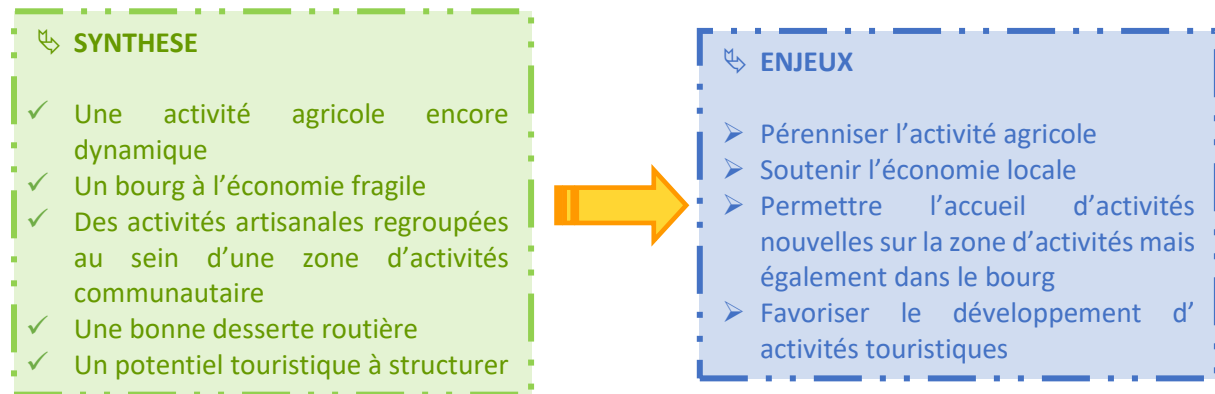 SYNTHESE
Une activité agricole encore
dynamique
Un bourg à l’économie fragile
Des activités artisanales regroupées
au sein d’une zone d’activités
communautaire
Une bonne desserte routière
Un potentiel touristique à structurer
ENJEUX
Pérenniser l’activité agricole
Soutenir l’économie locale
Permettre l’accueil d’activités
nouvelles sur la zone d’activités mais
également dans le bourg
Favoriser le développement d’
activités touristiques